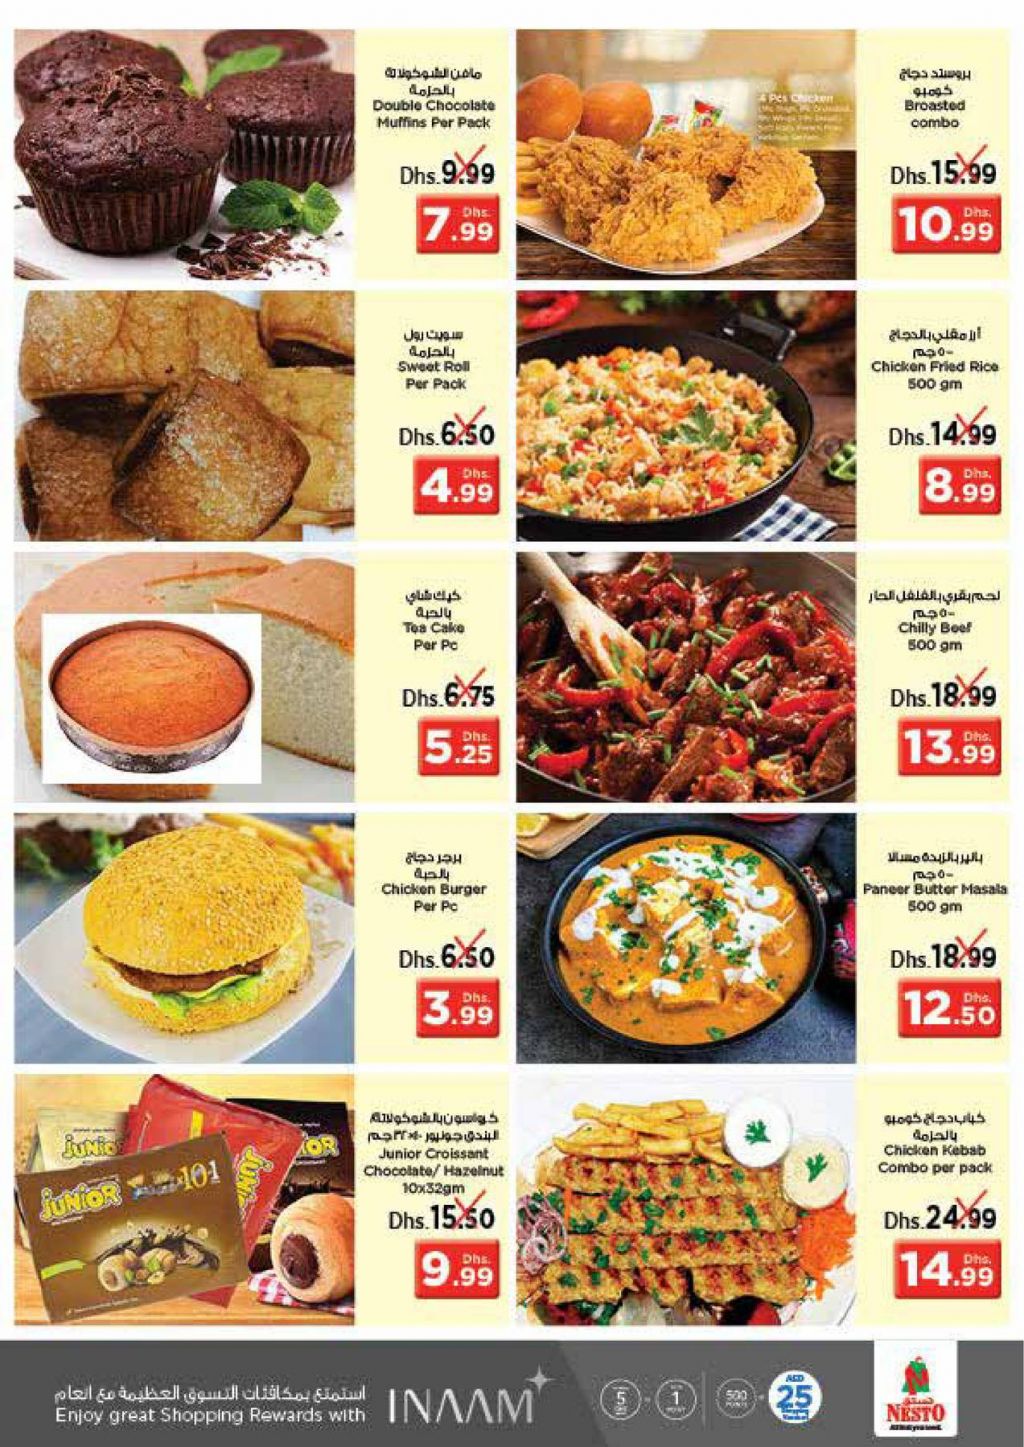 مافن الشوكولاتة
بالحزمة
Double Chocolate
Muffins Per Pack
Dhs.9.99
7.99 Dhs.
بروستد دجاج
كومبو
Broasted
combo
4 Pcs Chicken
Dhs.15.99
10.99 Dhs.
سويت رول
بالحزمة
Sweet Roll
Per Pack
Dhs.6.50
4.99 Dhs.
أرز مقلي بالدجاج
٥٠٠ جم
Chicken Fried Rice
500 gm
Dhs.14.99
8.99 Dhs.
كيك شاي
بالحبة
Tea Cake
Per Pc
Dhs.6.75
5.25 Dhs.
لحم بقري بالفلفل الحار
٥٠٠ جم
Chilly Beef
500 gm
Dhs.18.99
13.99 Dhs.
برجر دجاج
بالحبة
Chicken Burger
Per Pc
Dhs.6.50
3.99 Dhs.
بانير بالزبدة مسالا
٥٠٠ جم
Paneer Butter Masala
500 gm
Dhs.18.99
12.50 Dhs.
JUNIOR
JUNIOR
10+1
كرواسون بالشوكولاتة
البندق جونيور ١٠×٣٢ جم
Junior Croissant
Chocolate/ Hazelnut
10x32gm
Dhs.15.50
9.99 Dhs.
كباب دجاج كومبو
بالحزمة
Chicken Kebab
Combo per pack
Dhs.24.99
14.99 Dhs.
استمتع بمكافئات التسوق العظيمة مع انعام
Enjoy great Shopping Rewards with
INAAM
5
1
500
AED
25
نستو
NESTO